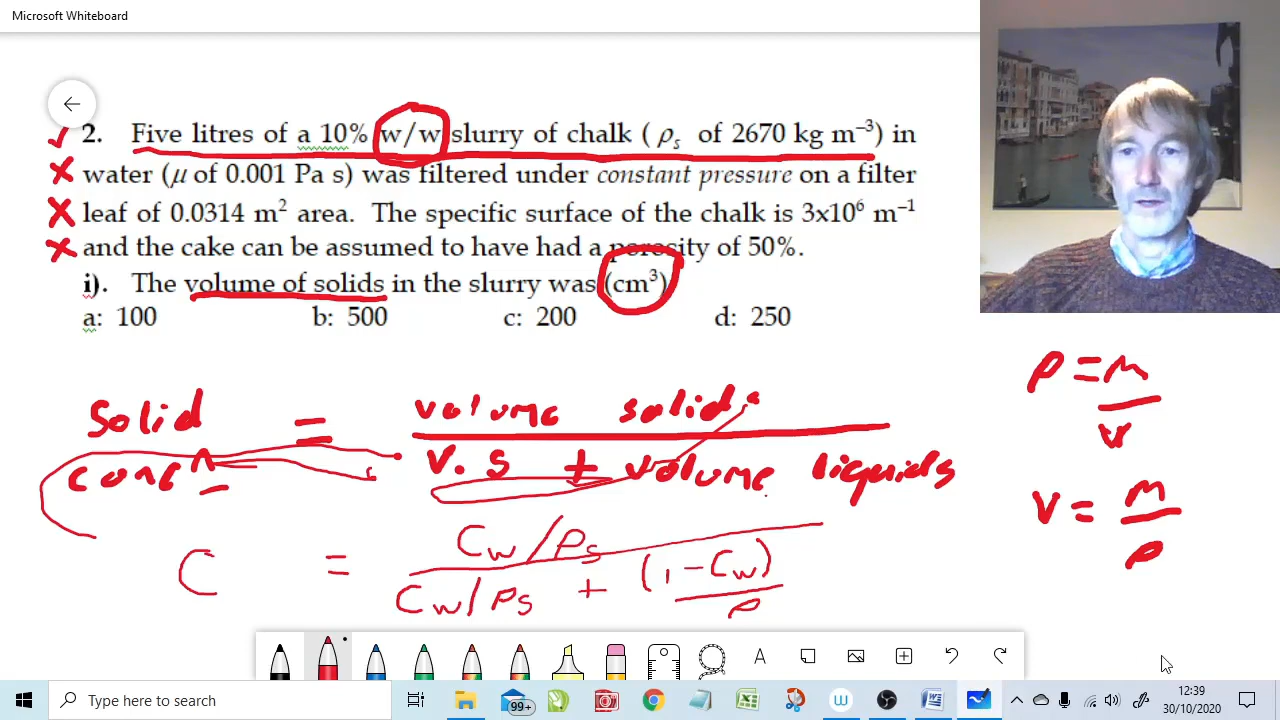 Microsoft Whiteboard
2. Five litres of a 10% w/w slurry of chalk ( ρs of 2670 kg m⁻³) in
water (μ of 0.001 Pa s) was filtered under constant pressure on a filter
leaf of 0.0314 m² area. The specific surface of the chalk is 3x10⁶ m⁻¹
and the cake can be assumed to have had a porosity of 50%.
i). The volume of solids in the slurry was (cm³)
a: 100 b: 500 c: 200 d: 250
Solid = volume solids
concn v.s + volume liquids
C = Cw/ρs
Cw/ρs + (1-Cw)
ρ
ρ = m
v
v = m
ρ
A
99+
Type here to search
12:39
30/10/2020